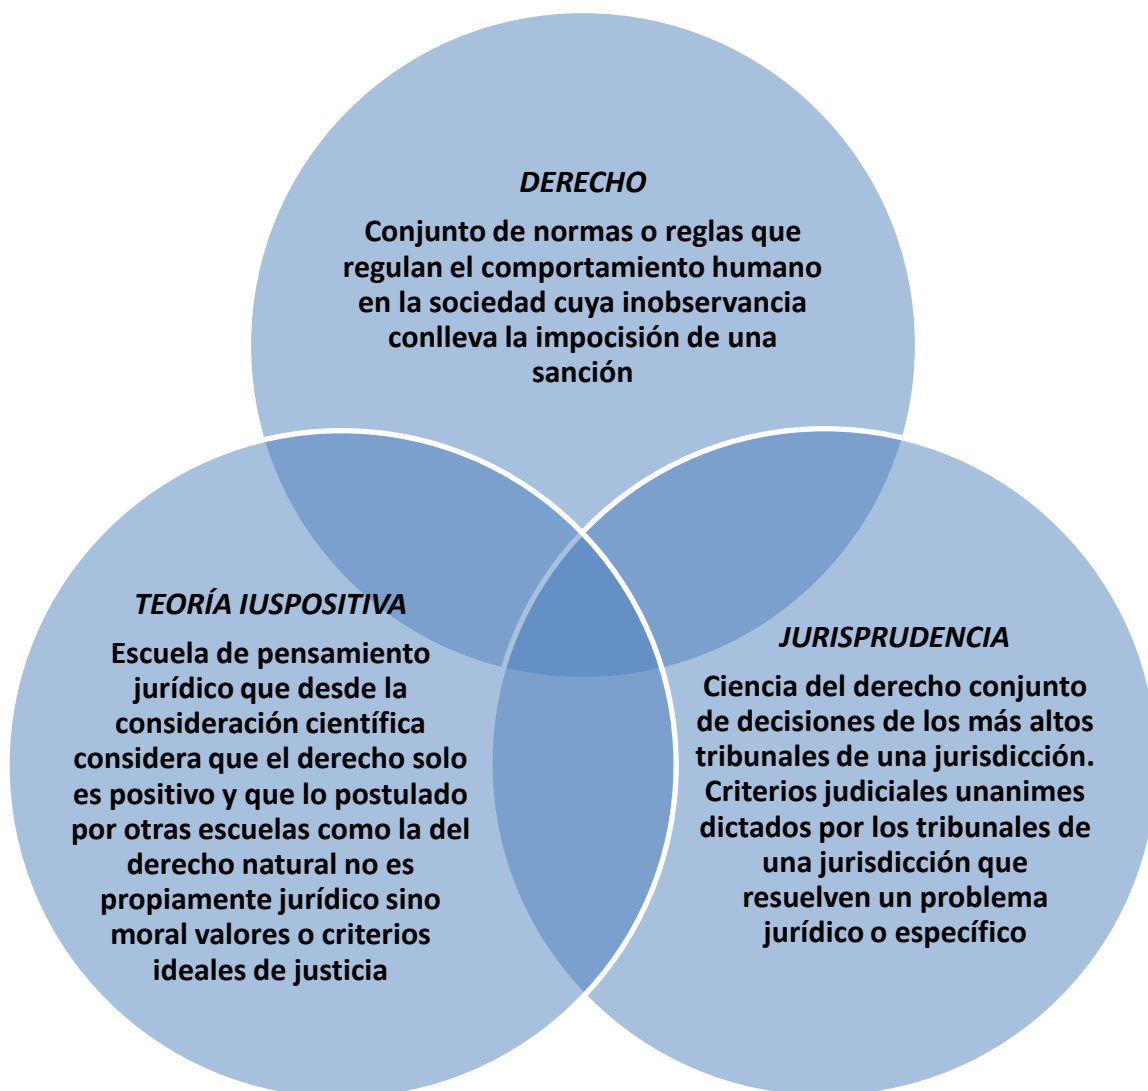 DERECHO
Conjunto de normas o reglas que
regulan el comportamiento humano
en la sociedad cuya inobservancia
conlleva la impocisión de una
sanción
TEORÍA IUSPOSITIVA
Escuela de pensamiento
jurídico que desde la
consideración científica
considera que el derecho solo
es positivo y que lo postulado
por otras escuelas como la del
derecho natural no es
propiamente jurídico sino
moral valores o criterios
ideales de justicia
JURISPRUDENCIA
Ciencia del derecho conjunto
de decisiones de los más altos
tribunales de una jurisdicción.
Criterios judiciales unanimes
dictados por los tribunales de
una jurisdicción que
resuelven un problema
jurídico o específico